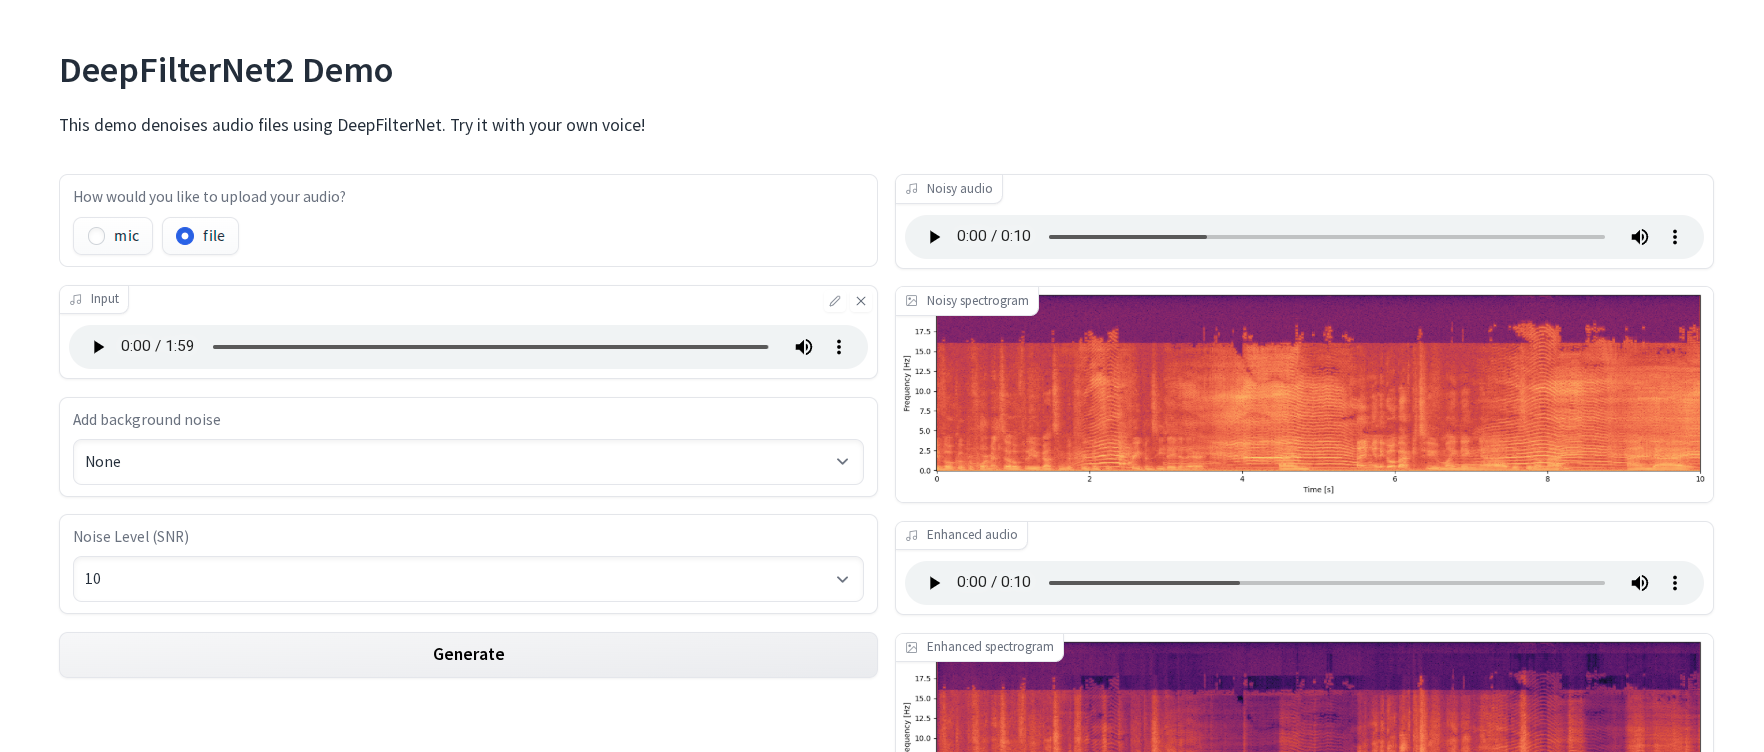 DeepFilterNet2 Demo
This demo denoises audio files using DeepFilterNet. Try it with your own voice!
How would you like to upload your audio?
mic
file
Input
0:00 / 1:59
Add background noise
None
Noise Level (SNR)
10
Generate
Noisy audio
0:00 / 0:10
Noisy spectrogram
17.5
15.0
12.5
10.0
7.5
5.0
2.5
0.0
Frequency [Hz]
0 2 4 6 8 10
Time [s]
Enhanced audio
0:00 / 0:10
Enhanced spectrogram
17.5
15.0
12.5
10.0
equency [Hz]